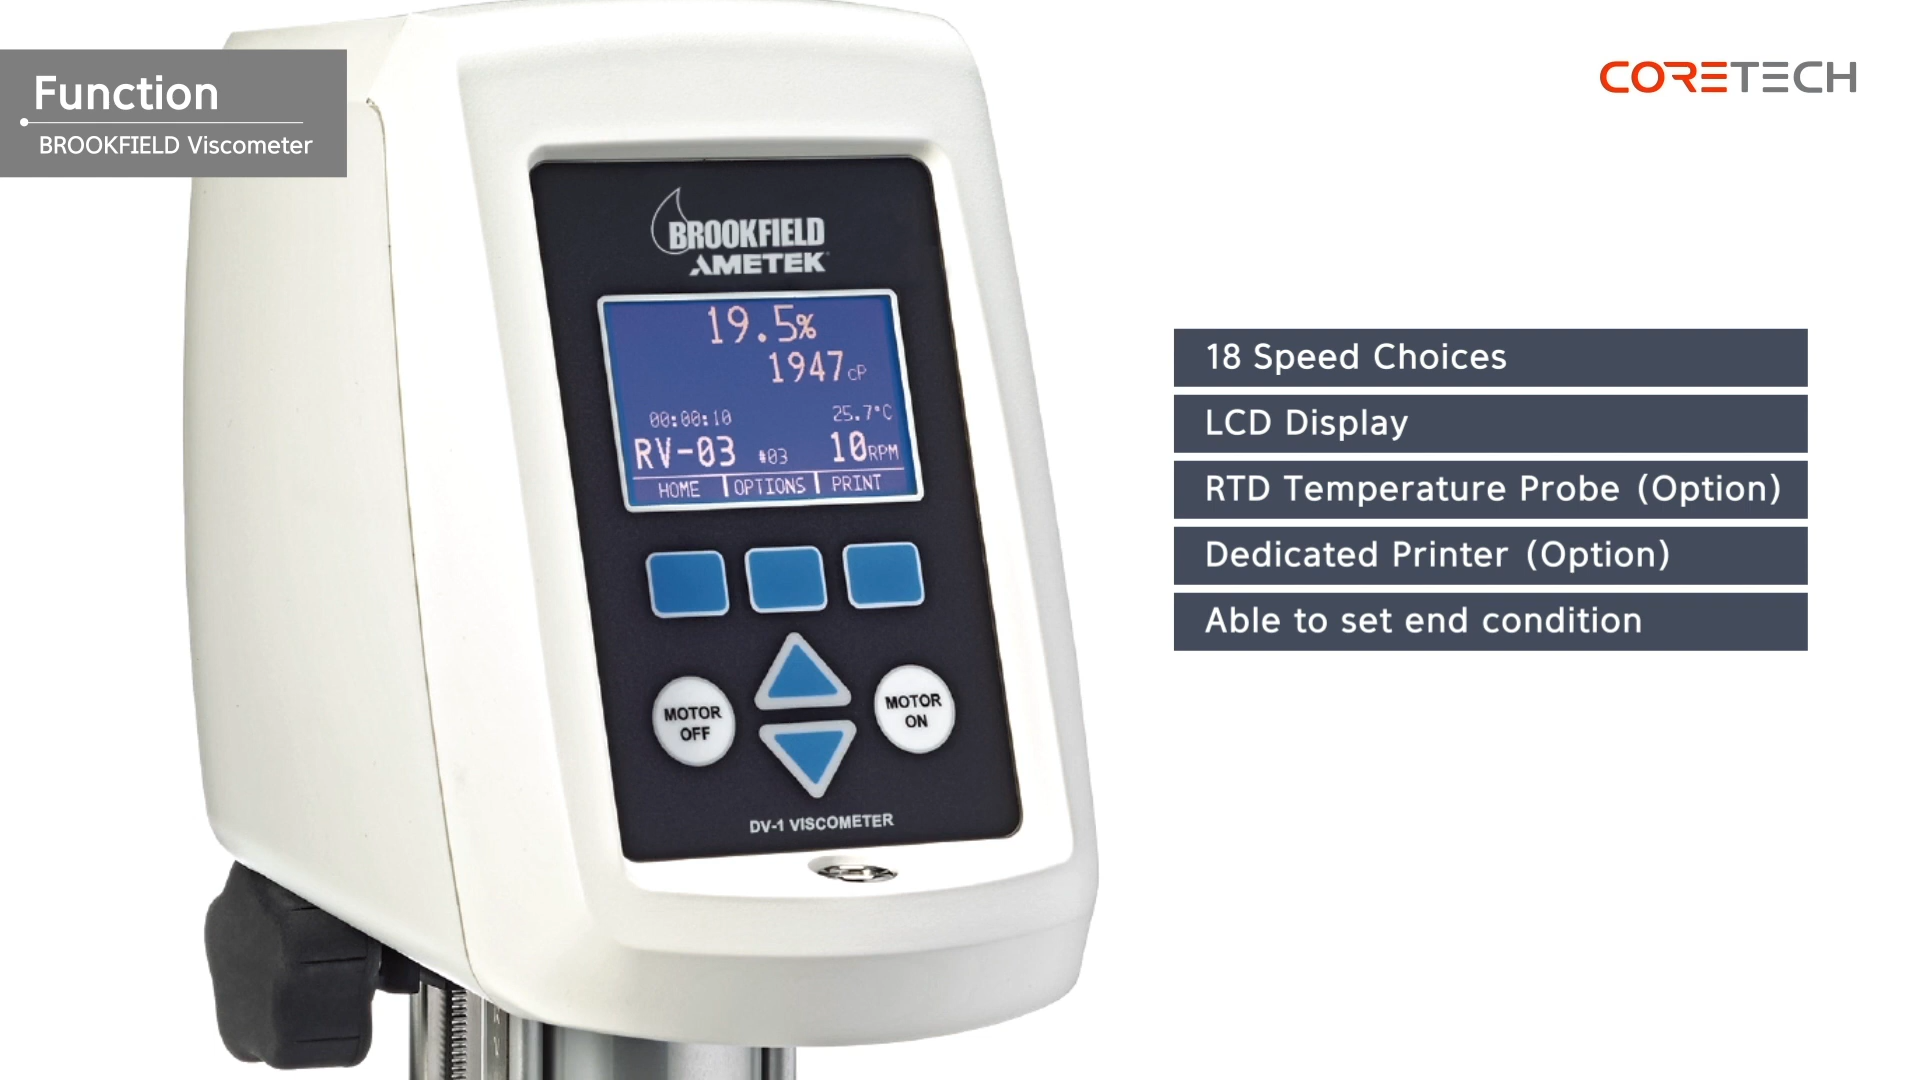 Function
BROOKFIELD Viscometer
CORETECH
BROOKFIELD
AMETEK
19.5%
1947cP
00:00:10 25.7°C
RV-03 #03 10RPM
HOME OPTIONS PRINT
MOTOR OFF
MOTOR ON
DV-1 VISCOMETER
18 Speed Choices
LCD Display
RTD Temperature Probe (Option)
Dedicated Printer (Option)
Able to set end condition